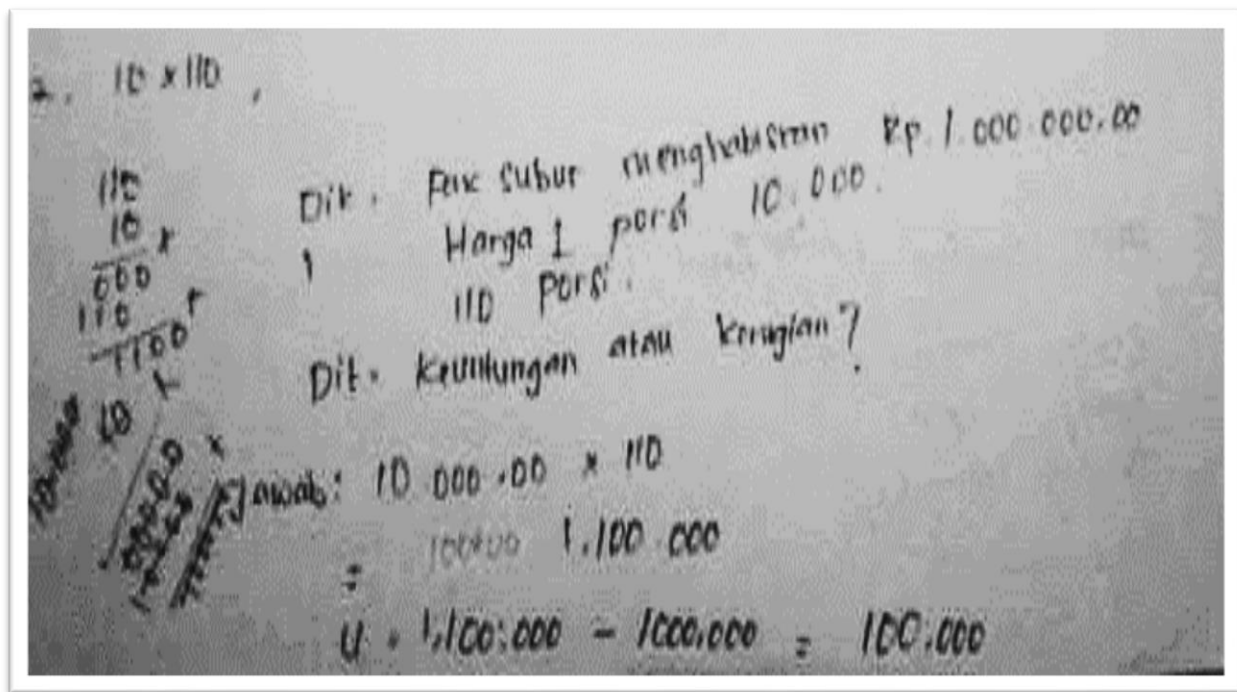 2. 10 x 110,
110
10 x
000
110 +
1100
Dik. Pak Subur menghabiskan Rp. 1.000.000.00
Harga 1 porsi 10.000.
110 porsi.
Dit. keuntungan atau kerugian?
Jawab: 10 000.00 x 110
= 1.100.000
U = 1.100.000 - 1000.000 = 100.000